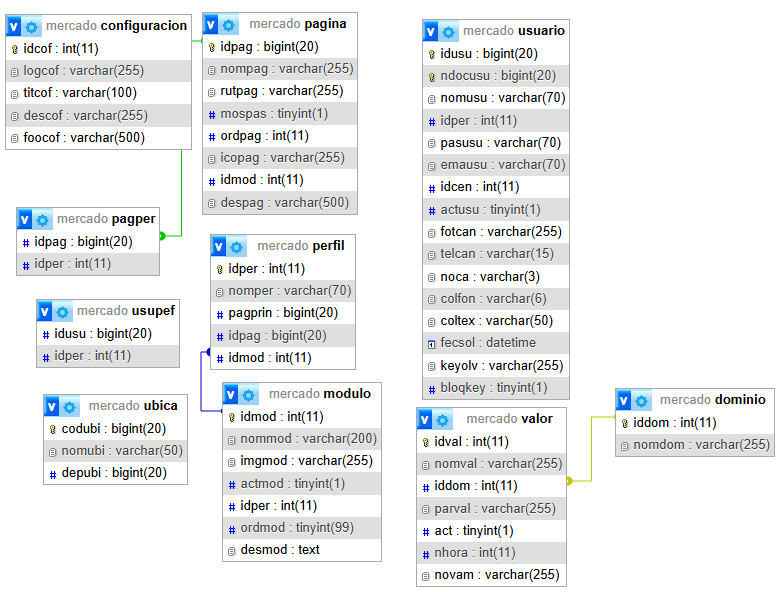 mercado configuracion
idcof : int(11)
logcof : varchar(255)
titcof : varchar(100)
descof : varchar(255)
foocof : varchar(500)
mercado pagina
idpag : bigint(20)
nompag : varchar(255)
rutpag : varchar(255)
mospas : tinyint(1)
ordpag : int(11)
icopag : varchar(255)
idmod : int(11)
despag : varchar(500)
mercado usuario
idusu : bigint(20)
ndocusu : bigint(20)
nomusu : varchar(70)
idper : int(11)
pasusu : varchar(70)
emausu : varchar(70)
idcen : int(11)
actusu : tinyint(1)
fotcan : varchar(255)
telcan : varchar(15)
noca : varchar(3)
colfon : varchar(6)
coltex : varchar(50)
fecsol : datetime
keyolv : varchar(255)
bloqkey : tinyint(1)
mercado pagper
idpag : bigint(20)
idper : int(11)
mercado perfil
idper : int(11)
nomper : varchar(70)
pagprin : bigint(20)
idpag : bigint(20)
idmod : int(11)
mercado usupef
idusu : bigint(20)
idper : int(11)
mercado ubica
codubi : bigint(20)
nomubi : varchar(50)
depubi : bigint(20)
mercado modulo
idmod : int(11)
nommod : varchar(200)
imgmod : varchar(255)
actmod : tinyint(1)
idper : int(11)
ordmod : tinyint(99)
desmod : text
mercado valor
idval : int(11)
nomval : varchar(255)
iddom : int(11)
parval : varchar(255)
act : tinyint(1)
nhora : int(11)
novam : varchar(255)
mercado dominio
iddom : int(11)
nomdom : varchar(255)